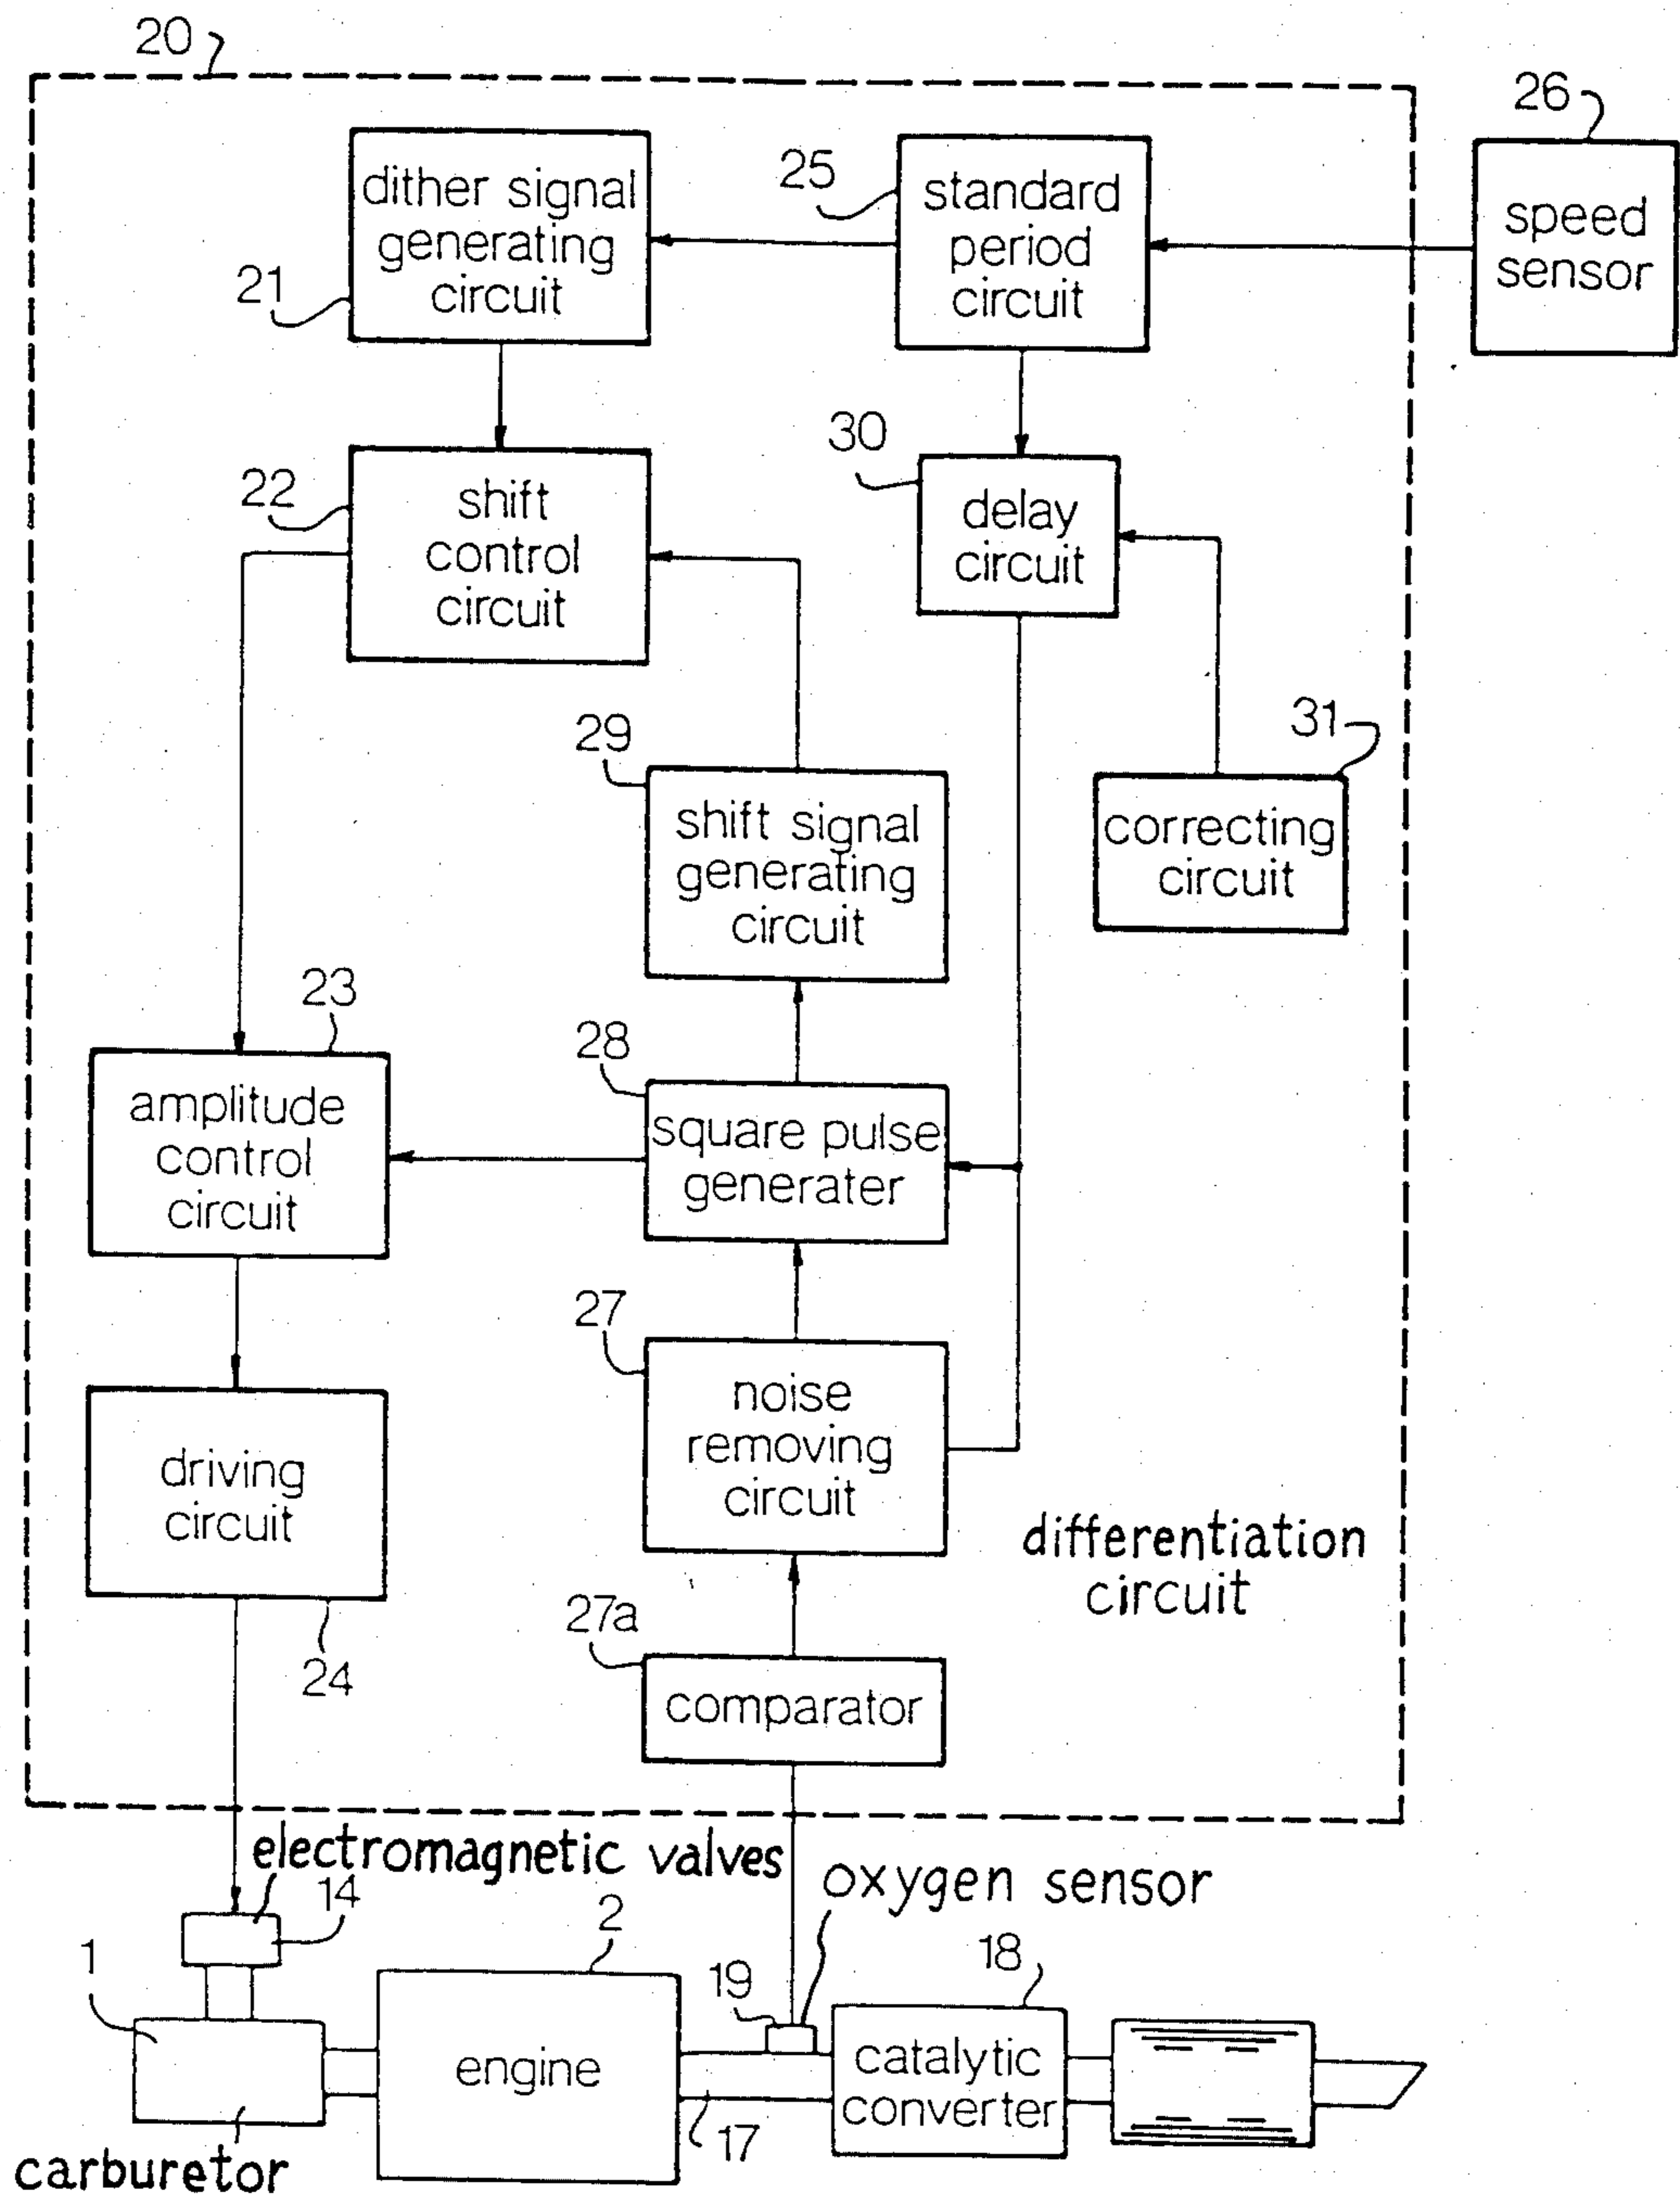 20
26
dither signal
generating
circuit
21
25
standard
period
circuit
speed
sensor
22
shift
control
circuit
30
delay
circuit
29
shift signal
generating
circuit
31
correcting
circuit
23
amplitude
control
circuit
28
square pulse
generater
27
noise
removing
circuit
driving
circuit
24
differentiation
circuit
27a
comparator
electromagnetic valves
14
oxygen sensor
1
2
engine
19
18
catalytic
converter
17
carburetor